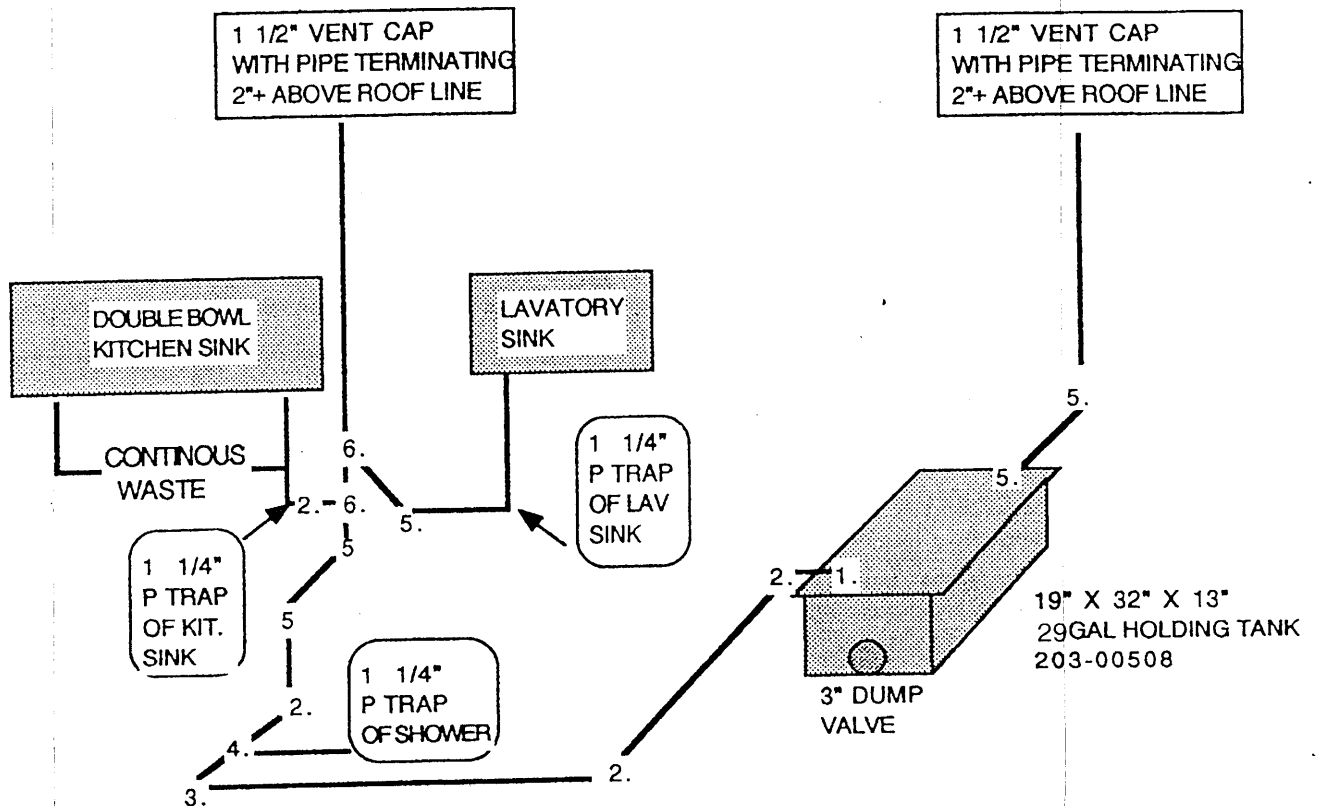 1 1/2" VENT CAP
WITH PIPE TERMINATING
2"+ ABOVE ROOF LINE
1 1/2" VENT CAP
WITH PIPE TERMINATING
2"+ ABOVE ROOF LINE
DOUBLE BOWL
KITCHEN SINK
LAVATORY
SINK
CONTINOUS
WASTE
6.
2.
6.
5.
5
5
2.
4.
3.
2.
1 1/4"
P TRAP
OF LAV
SINK
1 1/4"
P TRAP
OF KIT.
SINK
1 1/4"
P TRAP
OF SHOWER
5.
5.
2.
1.
19" X 32" X 13"
29GAL HOLDING TANK
203-00508
3" DUMP
VALVE